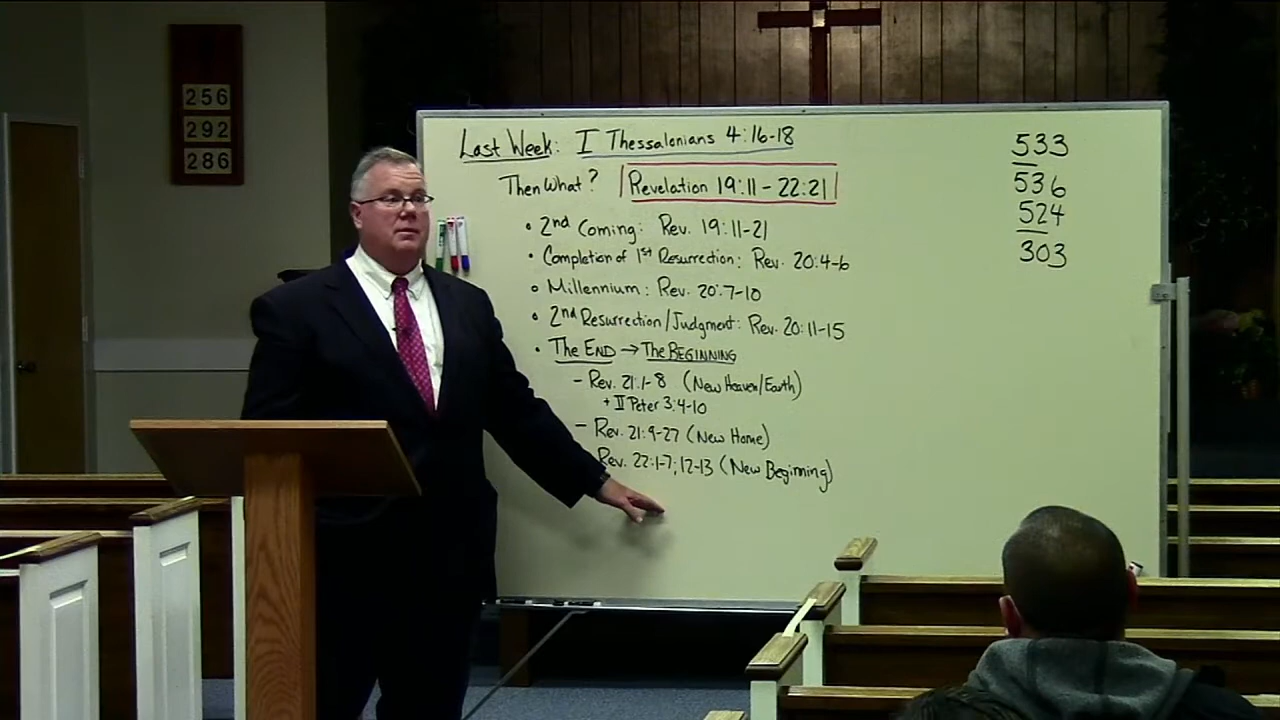 256
292
286
Last Week: I Thessalonians 4:16-18
Then What? Revelation 19:11 - 22:21
• 2nd Coming: Rev. 19:11-21
• Completion of 1st Resurrection: Rev. 20:4-6
• Millennium: Rev. 20:7-10
• 2nd Resurrection/Judgment: Rev. 20:11-15
• The END → The BEGINNING
- Rev. 21:1-8 (New Heaven/Earth)
+ II Peter 3:4-10
- Rev. 21:9-27 (New Home)
Rev. 22:1-7; 12-13 (New Beginning)
533
536
524
303